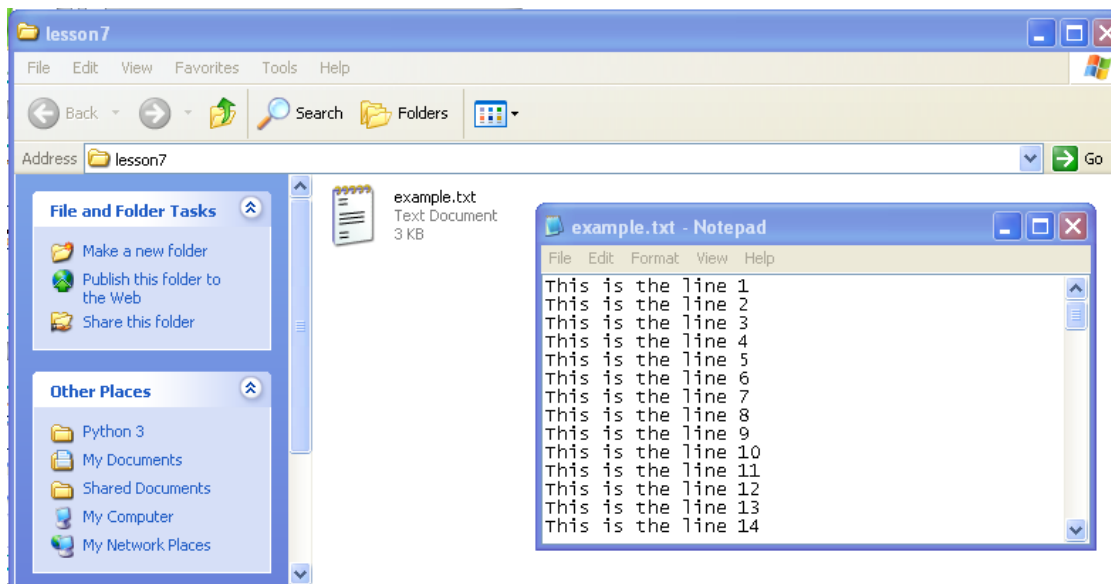 lesson7
File Edit View Favorites Tools Help
Back Search Folders
Address lesson7 Go
File and Folder Tasks
Make a new folder
Publish this folder to
the Web
Share this folder
Other Places
Python 3
My Documents
Shared Documents
My Computer
My Network Places
example.txt
Text Document
3 KB
example.txt - Notepad
File Edit Format View Help
This is the line 1
This is the line 2
This is the line 3
This is the line 4
This is the line 5
This is the line 6
This is the line 7
This is the line 8
This is the line 9
This is the line 10
This is the line 11
This is the line 12
This is the line 13
This is the line 14